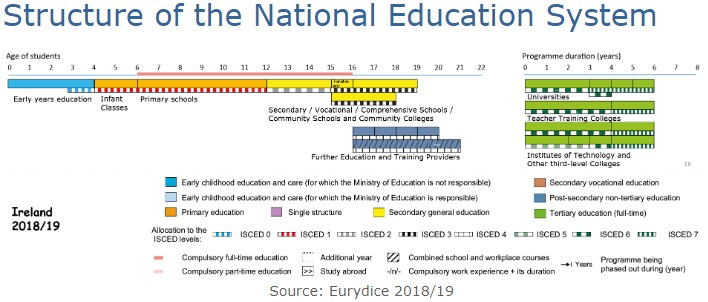 Structure of the National Education System
Age of students
Programme duration (years)
0 1 2 3 4 5 6 7 8 9 10 11 12 13 14 15 16 17 18 19 20 21 22
0 1 2 3 4 5 6 7 8
Early years education
Infant
Classes
Primary schools
Secondary / Vocational / Comprehensive Schools /
Community Schools and Community Colleges
Further Education and Training Providers
Universities
Teacher Training Colleges
Institutes of Technology and
Other third-level Colleges
Ireland
2018/19
Early childhood education and care (for which the Ministry of Education is not responsible)
Early childhood education and care (for which the Ministry of Education is responsible)
Primary education
Single structure
Secondary general education
Secondary vocational education
Post-secondary non-tertiary education
Tertiary education (full-time)
Allocation to the
ISCED levels:
ISCED 0
ISCED 1
ISCED 2
ISCED 3
ISCED 4
ISCED 5
ISCED 6
ISCED 7
Compulsory full-time education
Compulsory part-time education
Additional year
>> Study abroad
Combined school and workplace courses
-/n/- Compulsory work experience + its duration
Years
Programme being
phased out during (year)
Source: Eurydice 2018/19